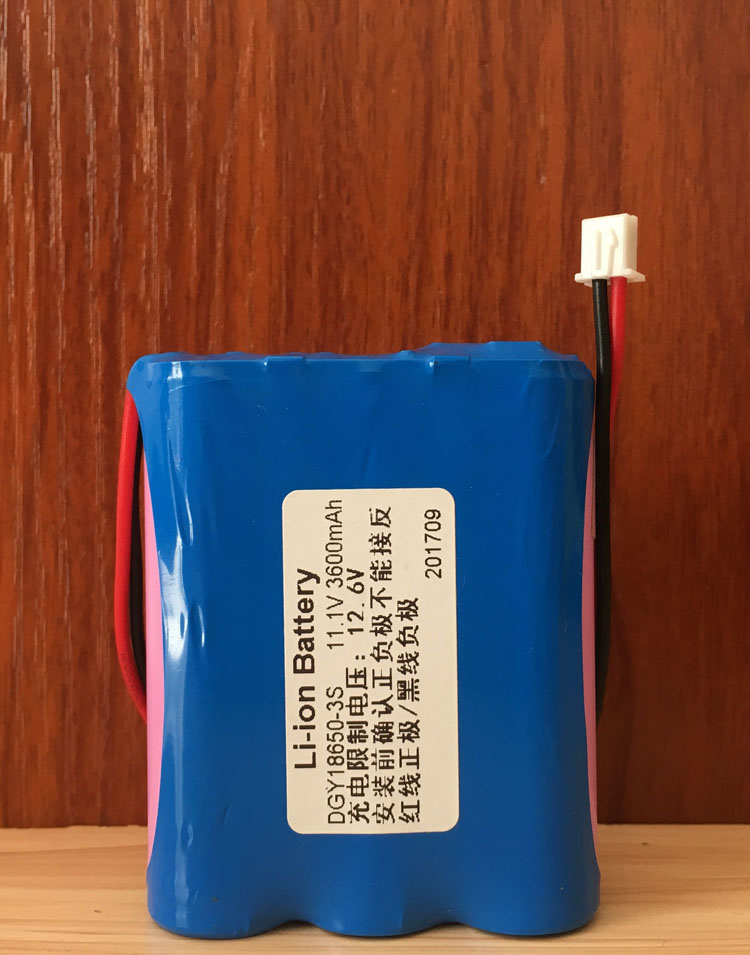 Li-ion Battery
DGY18650-3S 11.1V 3600mAh
充电限制电压：12.6V
安装前确认正负极不能接反
红线正极/黑线负极
201709